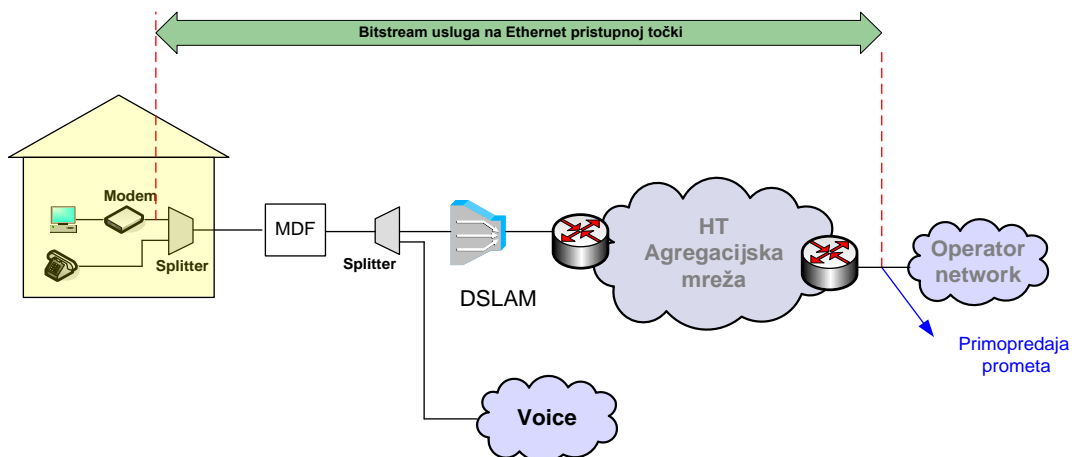 Bitstream usluga na Ethernet pristupnoj točki
Modem
Splitter
MDF
Splitter
DSLAM
HT
Agregacijska
mreža
Operator
network
Primopredaja
prometa
Voice